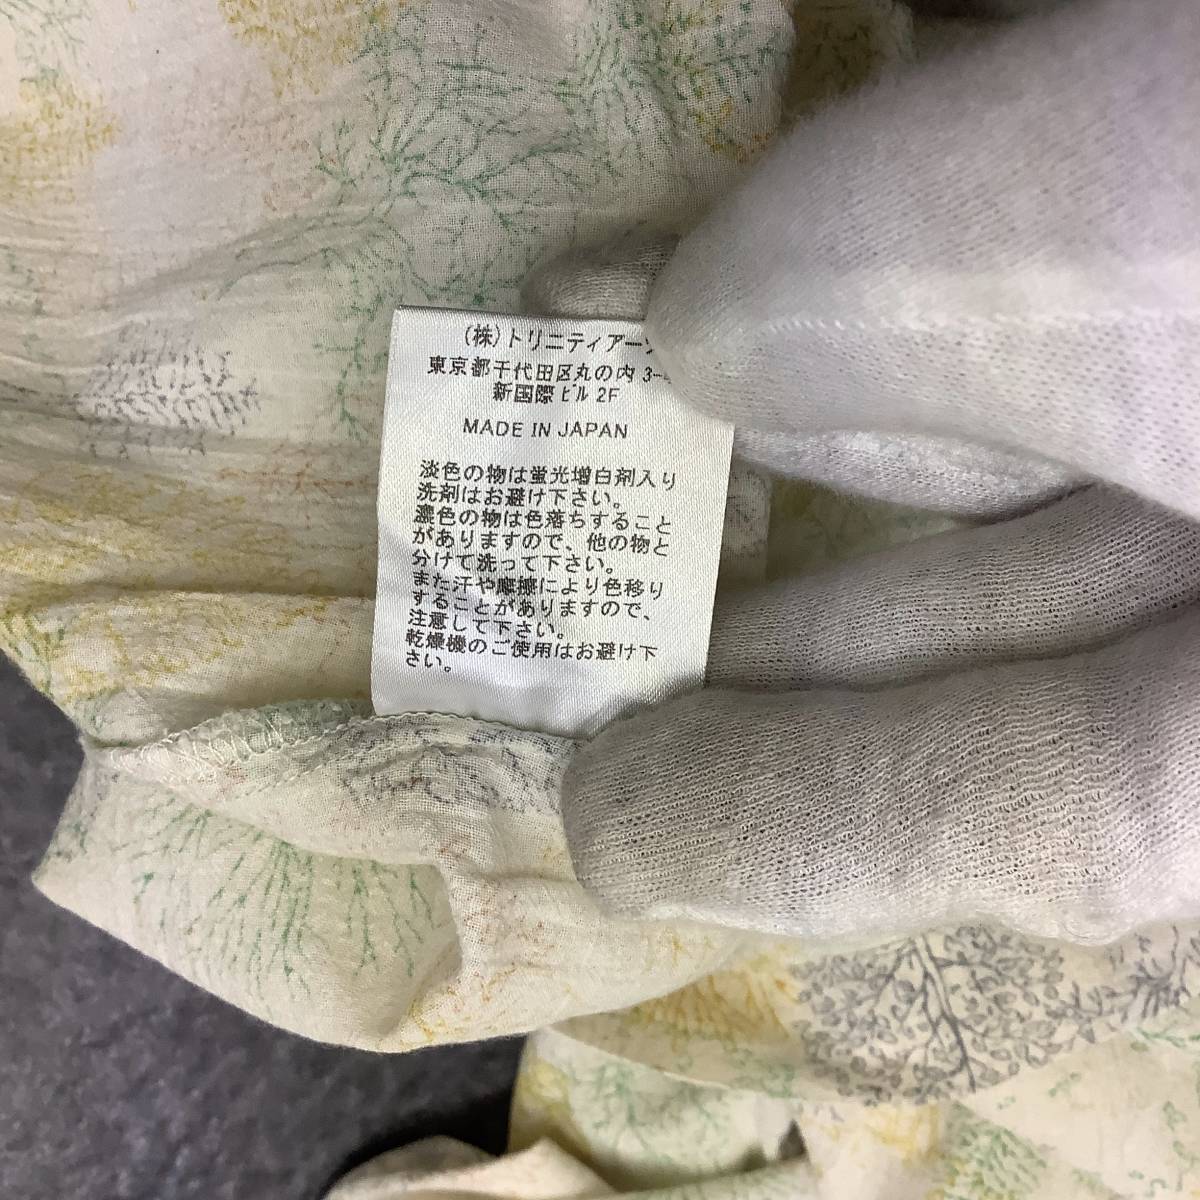 (株)トリニティアーツ
東京都千代田区丸の内 3-4
新国際ビル 2F
MADE IN JAPAN
淡色の物は蛍光増白剤入り
洗剤はお避け下さい。
濃色の物は色落ちすること
がありますので、他の物と
分けて洗って下さい。
また汗や摩擦により色移り
することがありますので、
注意して下さい。
乾燥機のご使用はお避け下
さい。